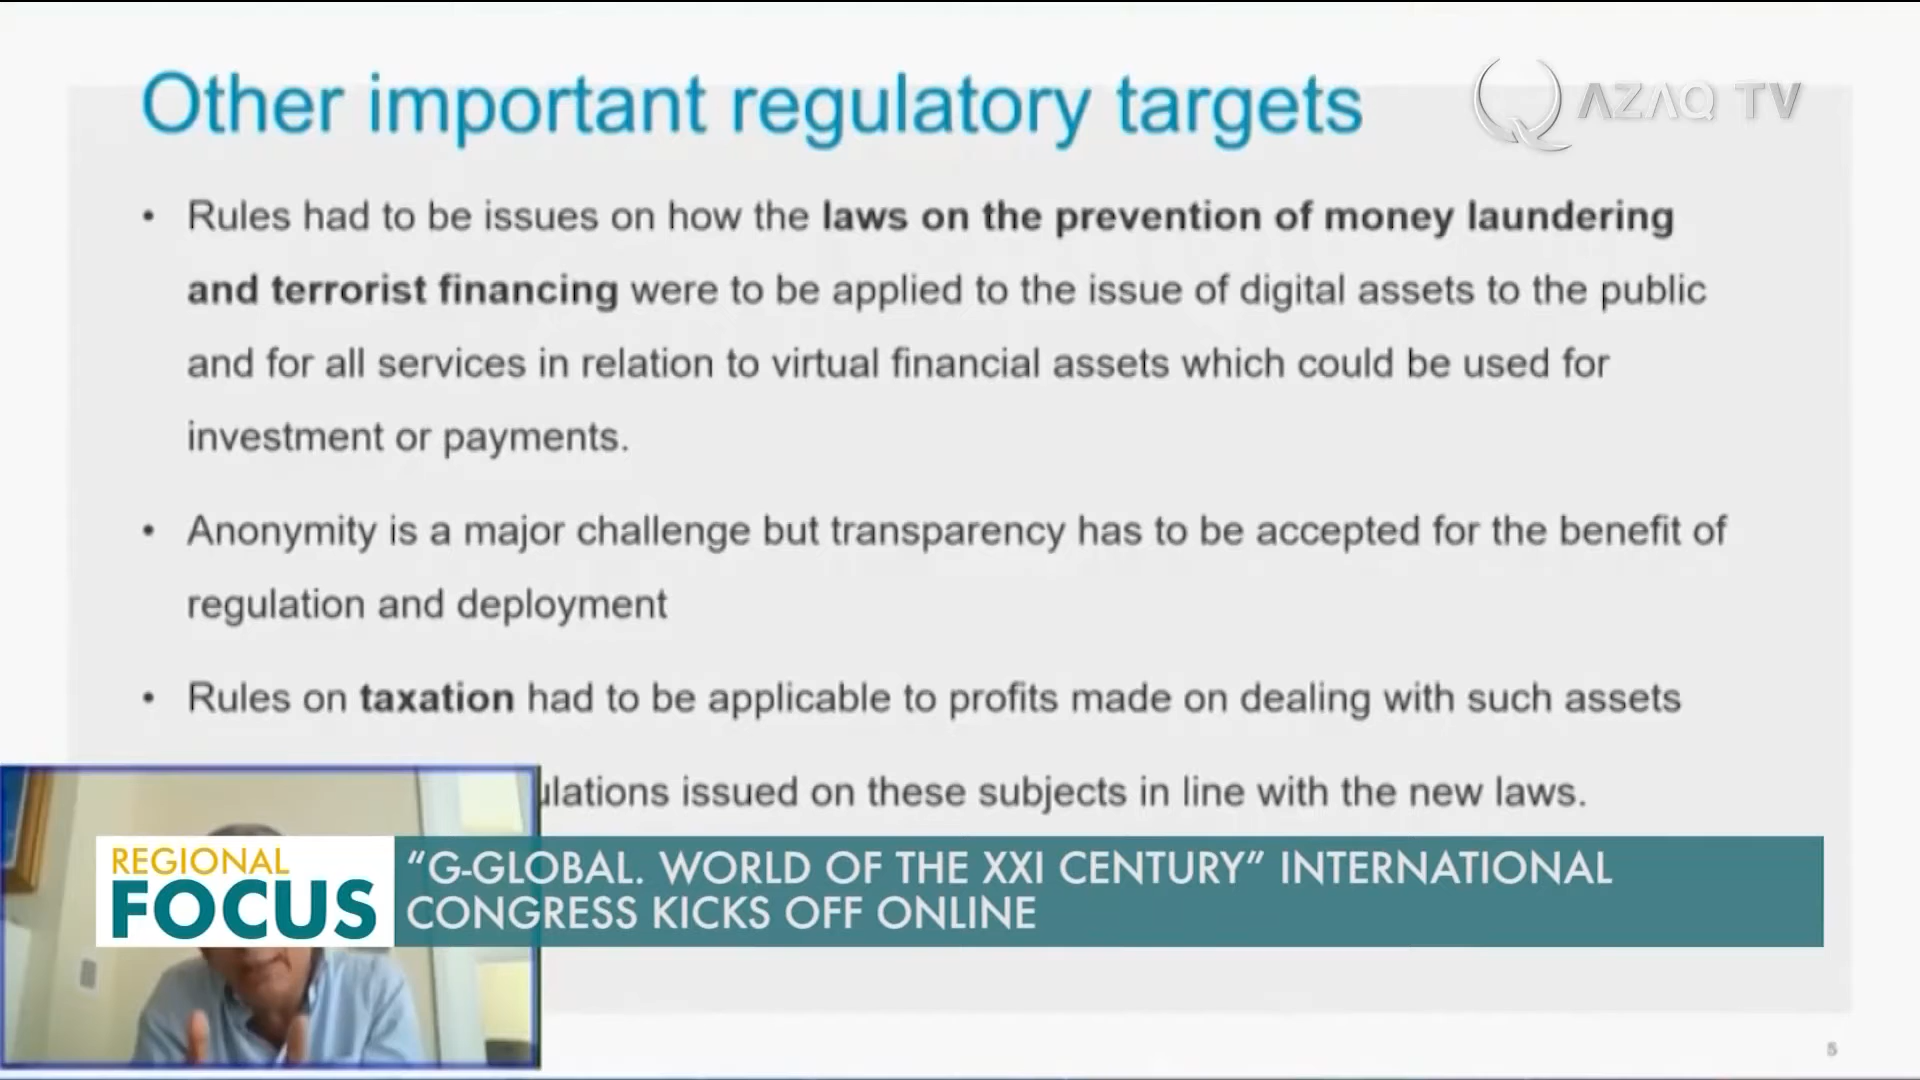 Other important regulatory targets
QAZAQ TV
• Rules had to be issues on how the laws on the prevention of money laundering
and terrorist financing were to be applied to the issue of digital assets to the public
and for all services in relation to virtual financial assets which could be used for
investment or payments.
• Anonymity is a major challenge but transparency has to be accepted for the benefit of
regulation and deployment
• Rules on taxation had to be applicable to profits made on dealing with such assets
issued on these subjects in line with the new laws.
REGIONAL
FOCUS
“G-GLOBAL. WORLD OF THE XXI CENTURY” INTERNATIONAL
CONGRESS KICKS OFF ONLINE
5